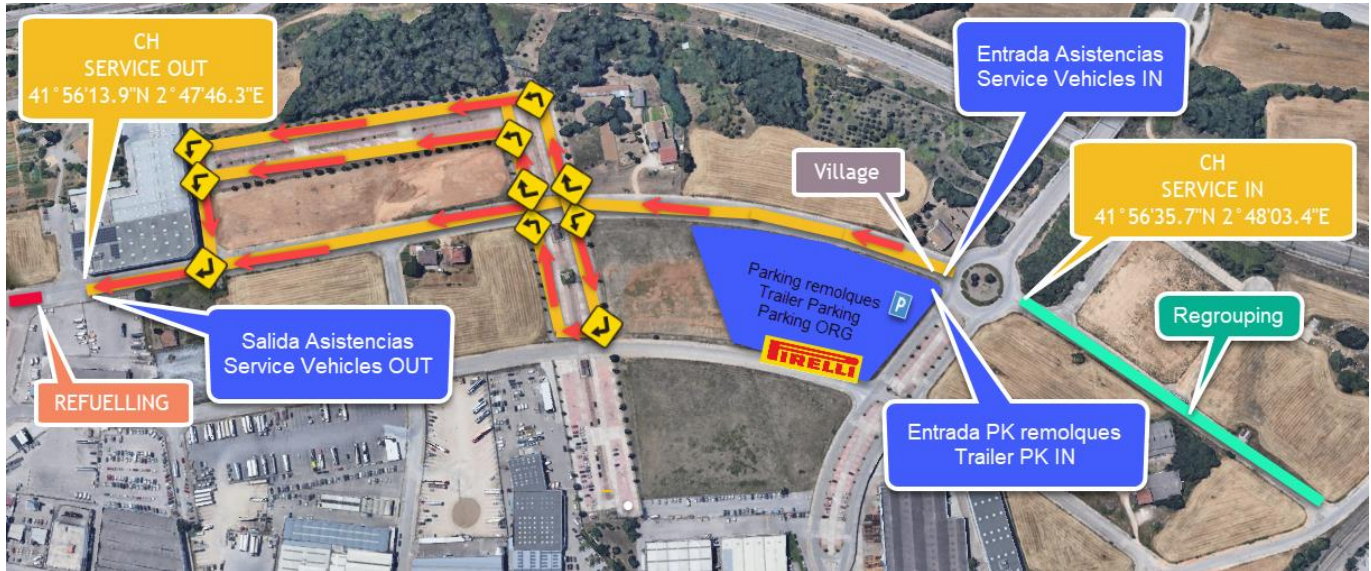 CH
SERVICE OUT
41°56'13.9"N 2°47'46.3"E
Entrada Asistencias
Service Vehicles IN
Village
CH
SERVICE IN
41°56'35.7"N 2°48'03.4"E
Parking remolques
Trailer Parking
Parking ORG
P
PIRELLI
Regrouping
Salida Asistencias
Service Vehicles OUT
REFUELLING
Entrada PK remolques
Trailer PK IN